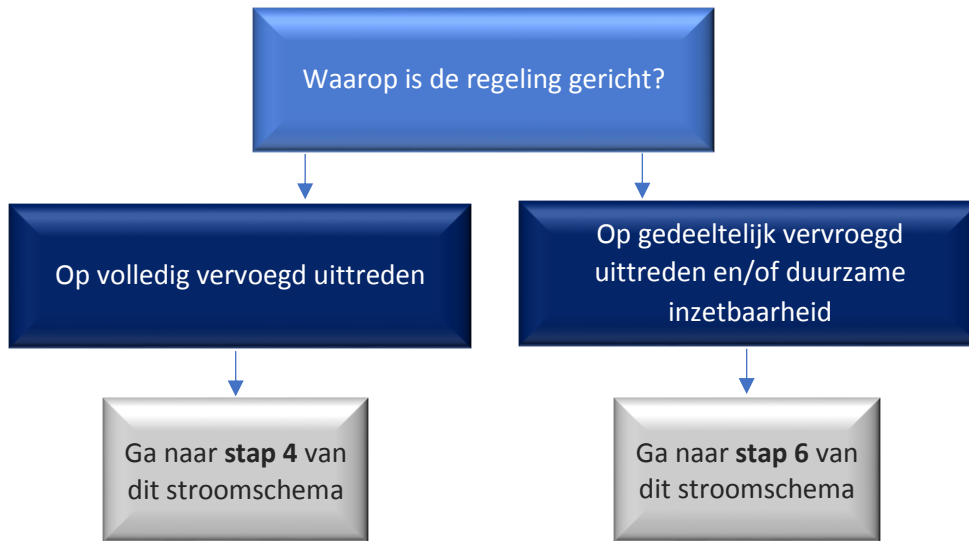 Waarop is de regeling gericht?
Op volledig vervoegd uittreden
Op gedeeltelijk vervroegd
uittreden en/of duurzame
inzetbaarheid
Ga naar stap 4 van
dit stroomschema
Ga naar stap 6 van
dit stroomschema